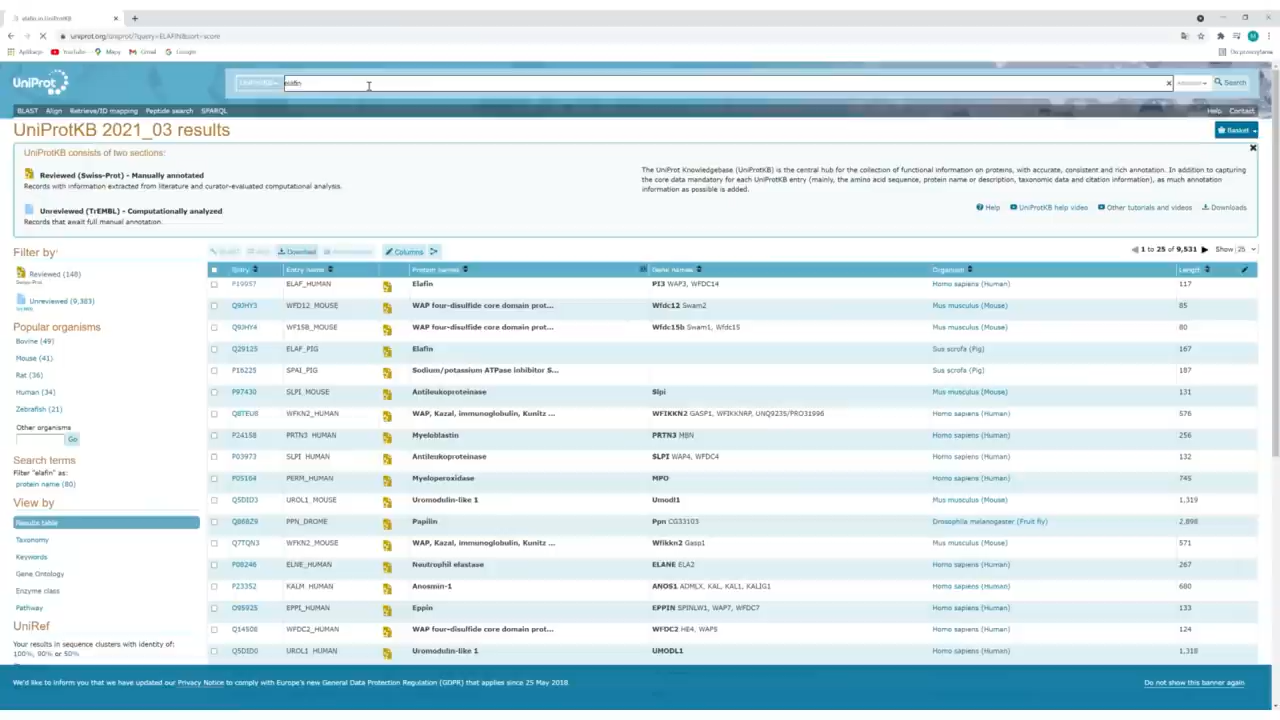 elafin in UniProtKB
uniprot.org/uniprot/?query=ELAFIN&sort=score
Aplikacje YouTube Mapy Gmail Google Do przeczytania
UniProt
UniProtKB elafin Advanced Search
BLAST Align Retrieve/ID mapping Peptide search SPARQL Help Contact
UniProtKB 2021_03 results
Basket
UniProtKB consists of two sections:
Reviewed (Swiss-Prot) - Manually annotated
Records with information extracted from literature and curator-evaluated computational analysis.
Unreviewed (TrEMBL) - Computationally analyzed
Records that await full manual annotation.
The UniProt Knowledgebase (UniProtKB) is the central hub for the collection of functional information on proteins, with accurate, consistent and rich annotation. In addition to capturing
the core data mandatory for each UniProtKB entry (mainly, the amino acid sequence, protein name or description, taxonomic data and citation information), as much annotation
information as possible is added.
Help UniProtKB help video Other tutorials and videos Downloads
Filter by
Reviewed (148)
Swiss-Prot
Unreviewed (9,383)
TrEMBL
Popular organisms
Bovine (49)
Mouse (41)
Rat (36)
Human (34)
Zebrafish (21)
Other organisms
Go
Search terms
Filter "elafin" as:
protein name (80)
View by
Results table
Taxonomy
Keywords
Gene Ontology
Enzyme class
Pathway
UniRef
Your results in sequence clusters with identity of:
100%, 90% or 50%
BLAST Align Download Columns
1 to 25 of 9,531 Show 25
Entry Entry name Protein names Gene names Organism Length
P19957 ELAF_HUMAN Elafin PI3 WAP3, WFDC14 Homo sapiens (Human) 117
Q9JHY3 WFD12_MOUSE WAP four-disulfide core domain prot... Wfdc12 Swam2 Mus musculus (Mouse) 85
Q9JHY4 WF15B_MOUSE WAP four-disulfide core domain prot... Wfdc15b Swam1, Wfdc15 Mus musculus (Mouse) 80
Q29125 ELAF_PIG Elafin Sus scrofa (Pig) 167
P16225 SPAI_PIG Sodium/potassium ATPase inhibitor S... Sus scrofa (Pig) 187
P97430 SLPI_MOUSE Antileukoproteinase Slpi Mus musculus (Mouse) 131
Q8TEU8 WFKN2_HUMAN WAP, Kazal, immunoglobulin, Kunitz ... WFIKKN2 GASP1, WFIKKNRP, UNQ9235/PRO31996 Homo sapiens (Human) 576
P24158 PRTN3_HUMAN Myeloblastin PRTN3 MBN Homo sapiens (Human) 256
P03973 SLPI_HUMAN Antileukoproteinase SLPI WAP4, WFDC4 Homo sapiens (Human) 132
P05164 PERM_HUMAN Myeloperoxidase MPO Homo sapiens (Human) 745
Q5DID3 UROL1_MOUSE Uromodulin-like 1 Umodl1 Mus musculus (Mouse) 1,319
Q868Z9 PPN_DROME Papilin Ppn CG33103 Drosophila melanogaster (Fruit fly) 2,898
Q7TQN3 WFKN2_MOUSE WAP, Kazal, immunoglobulin, Kunitz ... Wfikkn2 Gasp1 Mus musculus (Mouse) 571
P08246 ELNE_HUMAN Neutrophil elastase ELANE ELA2 Homo sapiens (Human) 267
P23352 KALM_HUMAN Anosmin-1 ANOS1 ADMLX, KAL, KAL1, KALIG1 Homo sapiens (Human) 680
O95925 EPPI_HUMAN Eppin EPPIN SPINLW1, WAP7, WFDC7 Homo sapiens (Human) 133
Q14508 WFDC2_HUMAN WAP four-disulfide core domain prot... WFDC2 HE4, WAP5 Homo sapiens (Human) 124
Q5DID0 UROL1_HUMAN Uromodulin-like 1 UMODL1 Homo sapiens (Human) 1,318
We'd like to inform you that we have updated our Privacy Notice to comply with Europe's new General Data Protection Regulation (GDPR) that applies since 25 May 2018.
Do not show this banner again